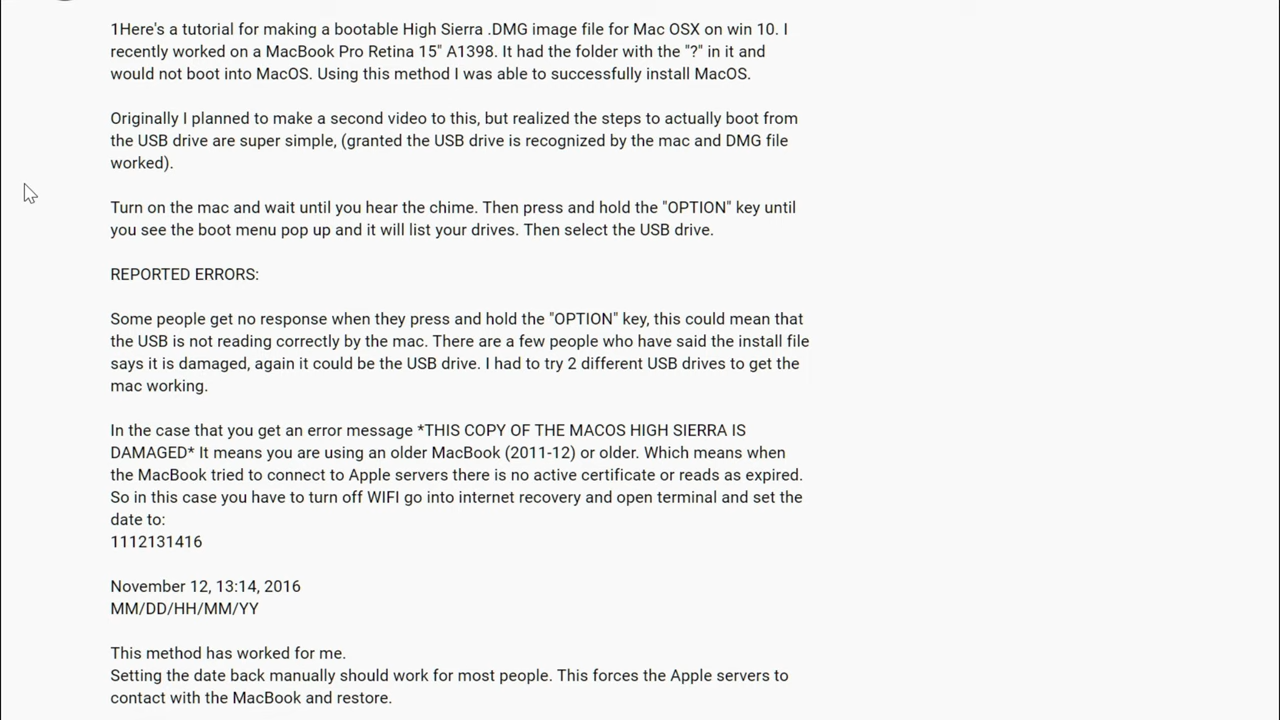 1Here's a tutorial for making a bootable High Sierra .DMG image file for Mac OSX on win 10. I
recently worked on a MacBook Pro Retina 15" A1398. It had the folder with the "?" in it and
would not boot into MacOS. Using this method I was able to successfully install MacOS.
Originally I planned to make a second video to this, but realized the steps to actually boot from
the USB drive are super simple, (granted the USB drive is recognized by the mac and DMG file
worked).
Turn on the mac and wait until you hear the chime. Then press and hold the "OPTION" key until
you see the boot menu pop up and it will list your drives. Then select the USB drive.
REPORTED ERRORS:
Some people get no response when they press and hold the "OPTION" key, this could mean that
the USB is not reading correctly by the mac. There are a few people who have said the install file
says it is damaged, again it could be the USB drive. I had to try 2 different USB drives to get the
mac working.
In the case that you get an error message *THIS COPY OF THE MACOS HIGH SIERRA IS
DAMAGED* It means you are using an older MacBook (2011-12) or older. Which means when
the MacBook tried to connect to Apple servers there is no active certificate or reads as expired.
So in this case you have to turn off WIFI go into internet recovery and open terminal and set the
date to:
1112131416
November 12, 13:14, 2016
MM/DD/HH/MM/YY
This method has worked for me.
Setting the date back manually should work for most people. This forces the Apple servers to
contact with the MacBook and restore.